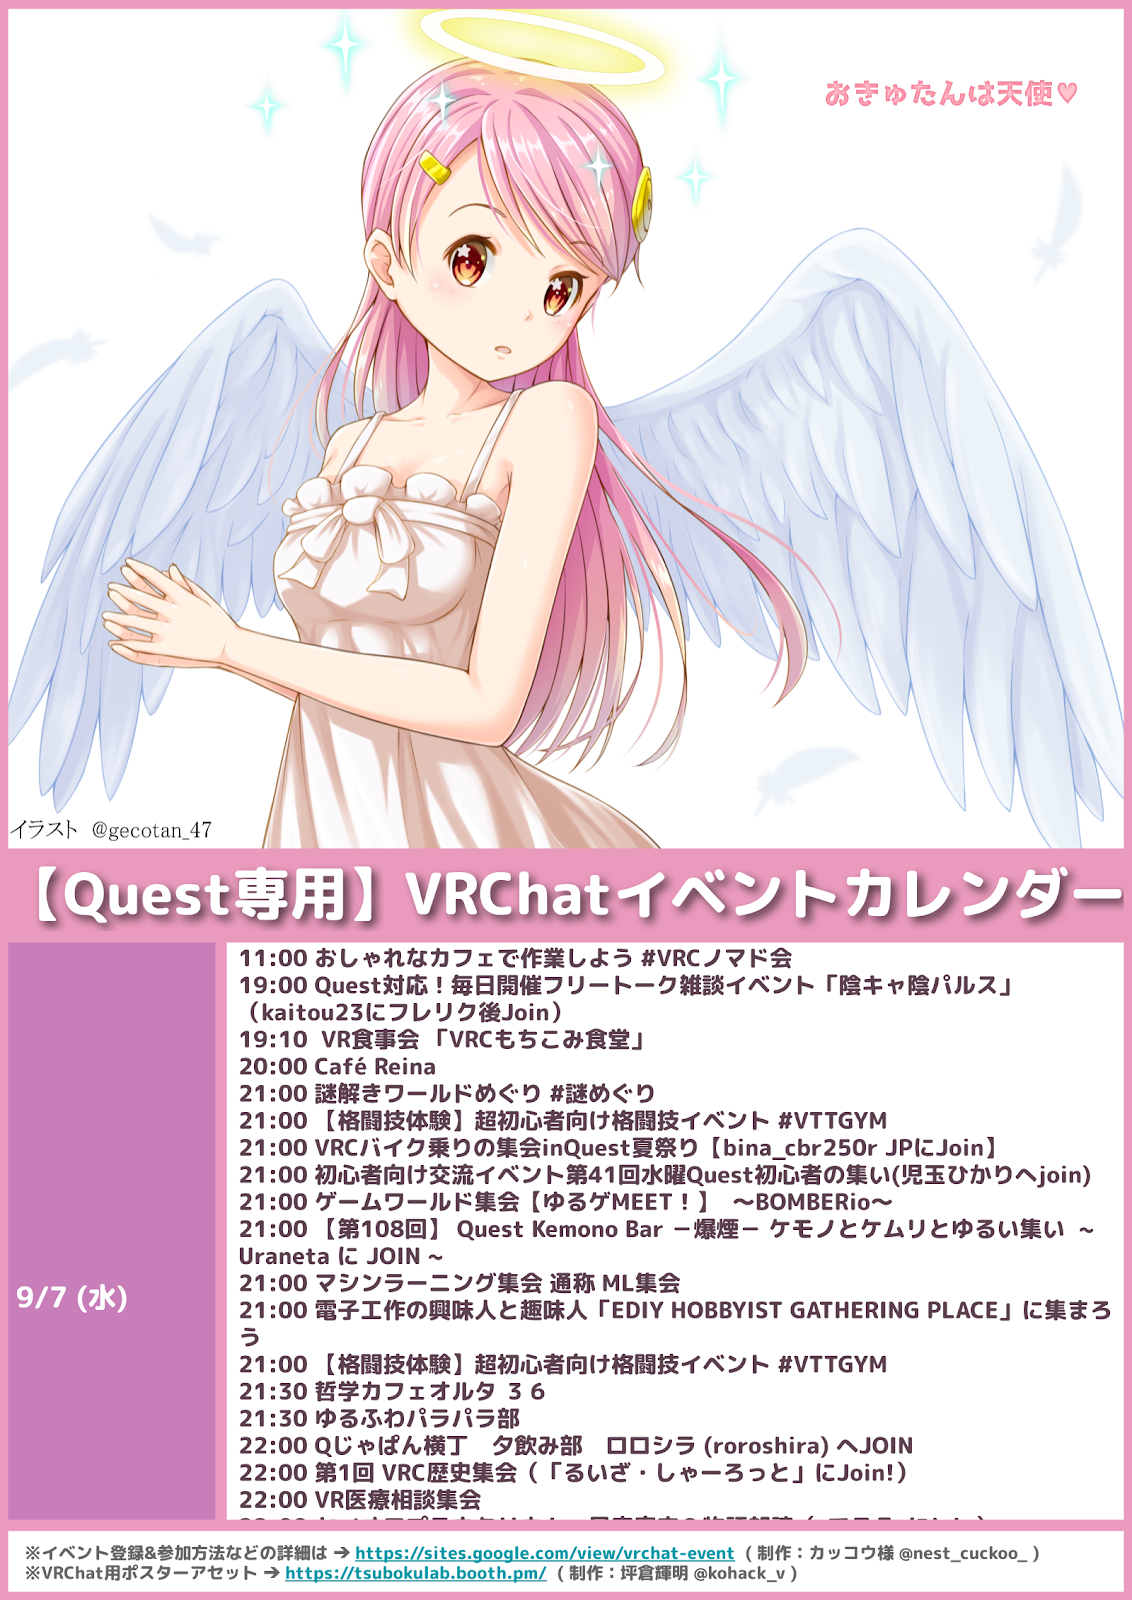 おきゅたんは天使♥
イラスト @gecotan_47
【Quest専用】VRChatイベントカレンダー
9/7 (水)
11:00 おしゃれなカフェで作業しよう #VRCノマド会
19:00 Quest対応！毎日開催フリートーク雑談イベント「陰キャ陰パルス」
（kaitou23にフレリク後Join）
19:10 VR食事会 「VRCもちこみ食堂」
20:00 Café Reina
21:00 謎解きワールドめぐり #謎めぐり
21:00 【格闘技体験】超初心者向け格闘技イベント #VTTGYM
21:00 VRCバイク乗りの集会inQuest夏祭り【bina_cbr250r JPにJoin】
21:00 初心者向け交流イベント第41回水曜Quest初心者の集い(児玉ひかりへjoin)
21:00 ゲームワールド集会【ゆるゲMEET！】 〜BOMBERio〜
21:00 【第108回】 Quest Kemono Bar －爆煙－ ケモノとケムリとゆるい集い ~
Uraneta に JOIN ~
21:00 マシンラーニング集会 通称 ML集会
21:00 電子工作の興味人と趣味人「EDIY HOBBYIST GATHERING PLACE」に集まろ
う
21:00 【格闘技体験】超初心者向け格闘技イベント #VTTGYM
21:30 哲学カフェオルタ ３６
21:30 ゆるふわパラパラ部
22:00 Qじゃぱん横丁　夕飲み部　ロロシラ (roroshira) へJOIN
22:00 第1回 VRC歴史集会（「るいざ・しゃーろっと」にJoin!）
22:00 VR医療相談集会
※イベント登録&参加方法などの詳細は ➔ https://sites.google.com/view/vrchat-event ( 制作：カッコウ様 @nest_cuckoo_ )
※VRChat用ポスターアセット ➔ https://tsubokulab.booth.pm/ ( 制作：坪倉輝明 @kohack_v )